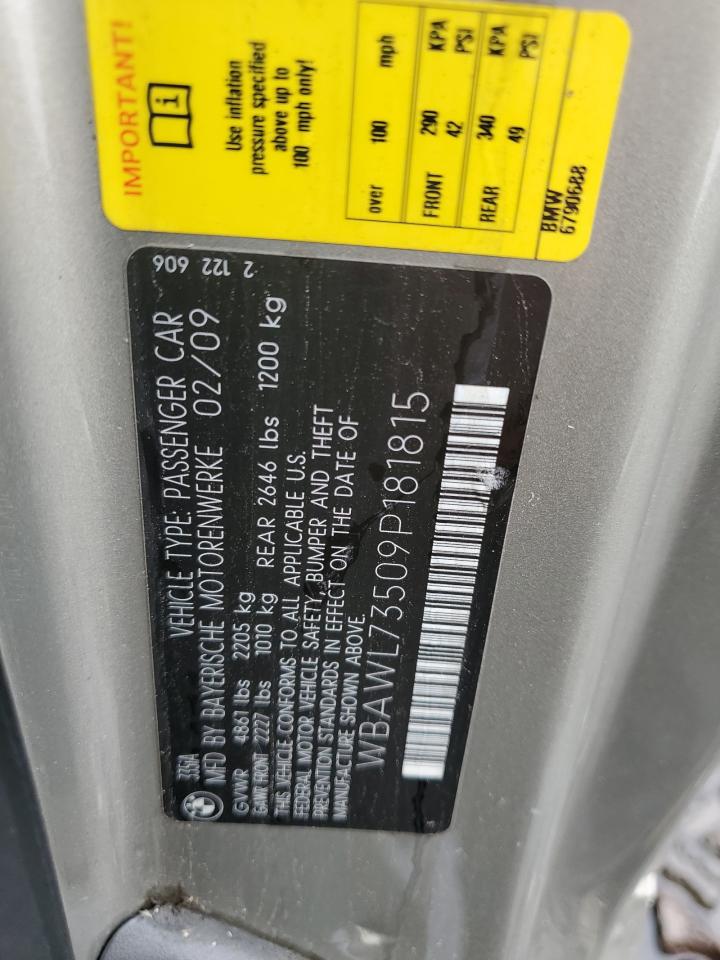 IMPORTANT!
i
Use inflation
pressure specified
above up to
100 mph only!
over 100 mph
FRONT 290 KPA
42 PSI
REAR 340 KPA
49 PSI
BMW
6790688
2 122 606
335A
VEHICLE TYPE: PASSENGER CAR
MFD BY BAYERISCHE MOTORENWERKE 02/09
GVWR 4861 lbs 2205 kg
GAWR FRONT 2227 lbs 1010 kg REAR 2646 lbs 1200 kg
THIS VEHICLE CONFORMS TO ALL APPLICABLE U.S.
FEDERAL MOTOR VEHICLE SAFETY, BUMPER AND THEFT
PREVENTION STANDARDS IN EFFECT ON THE DATE OF
MANUFACTURE SHOWN ABOVE.
WBAWL73509P181815